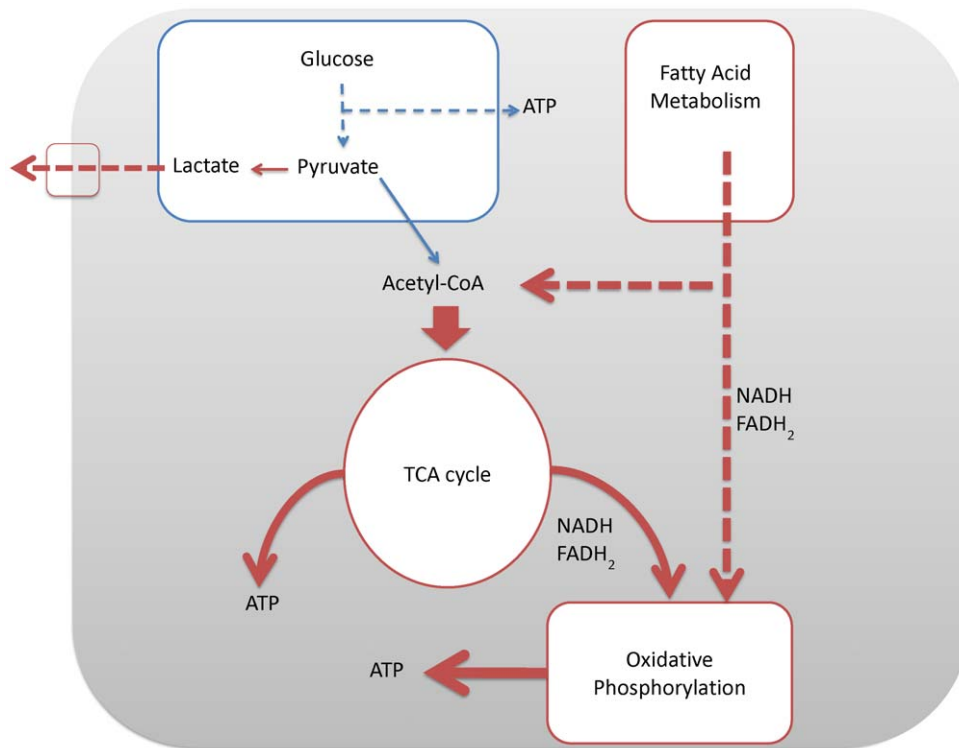 Glucose
ATP
Lactate
Pyruvate
Fatty Acid
Metabolism
Acetyl-CoA
NADH
FADH₂
TCA cycle
NADH
FADH₂
ATP
ATP
Oxidative
Phosphorylation